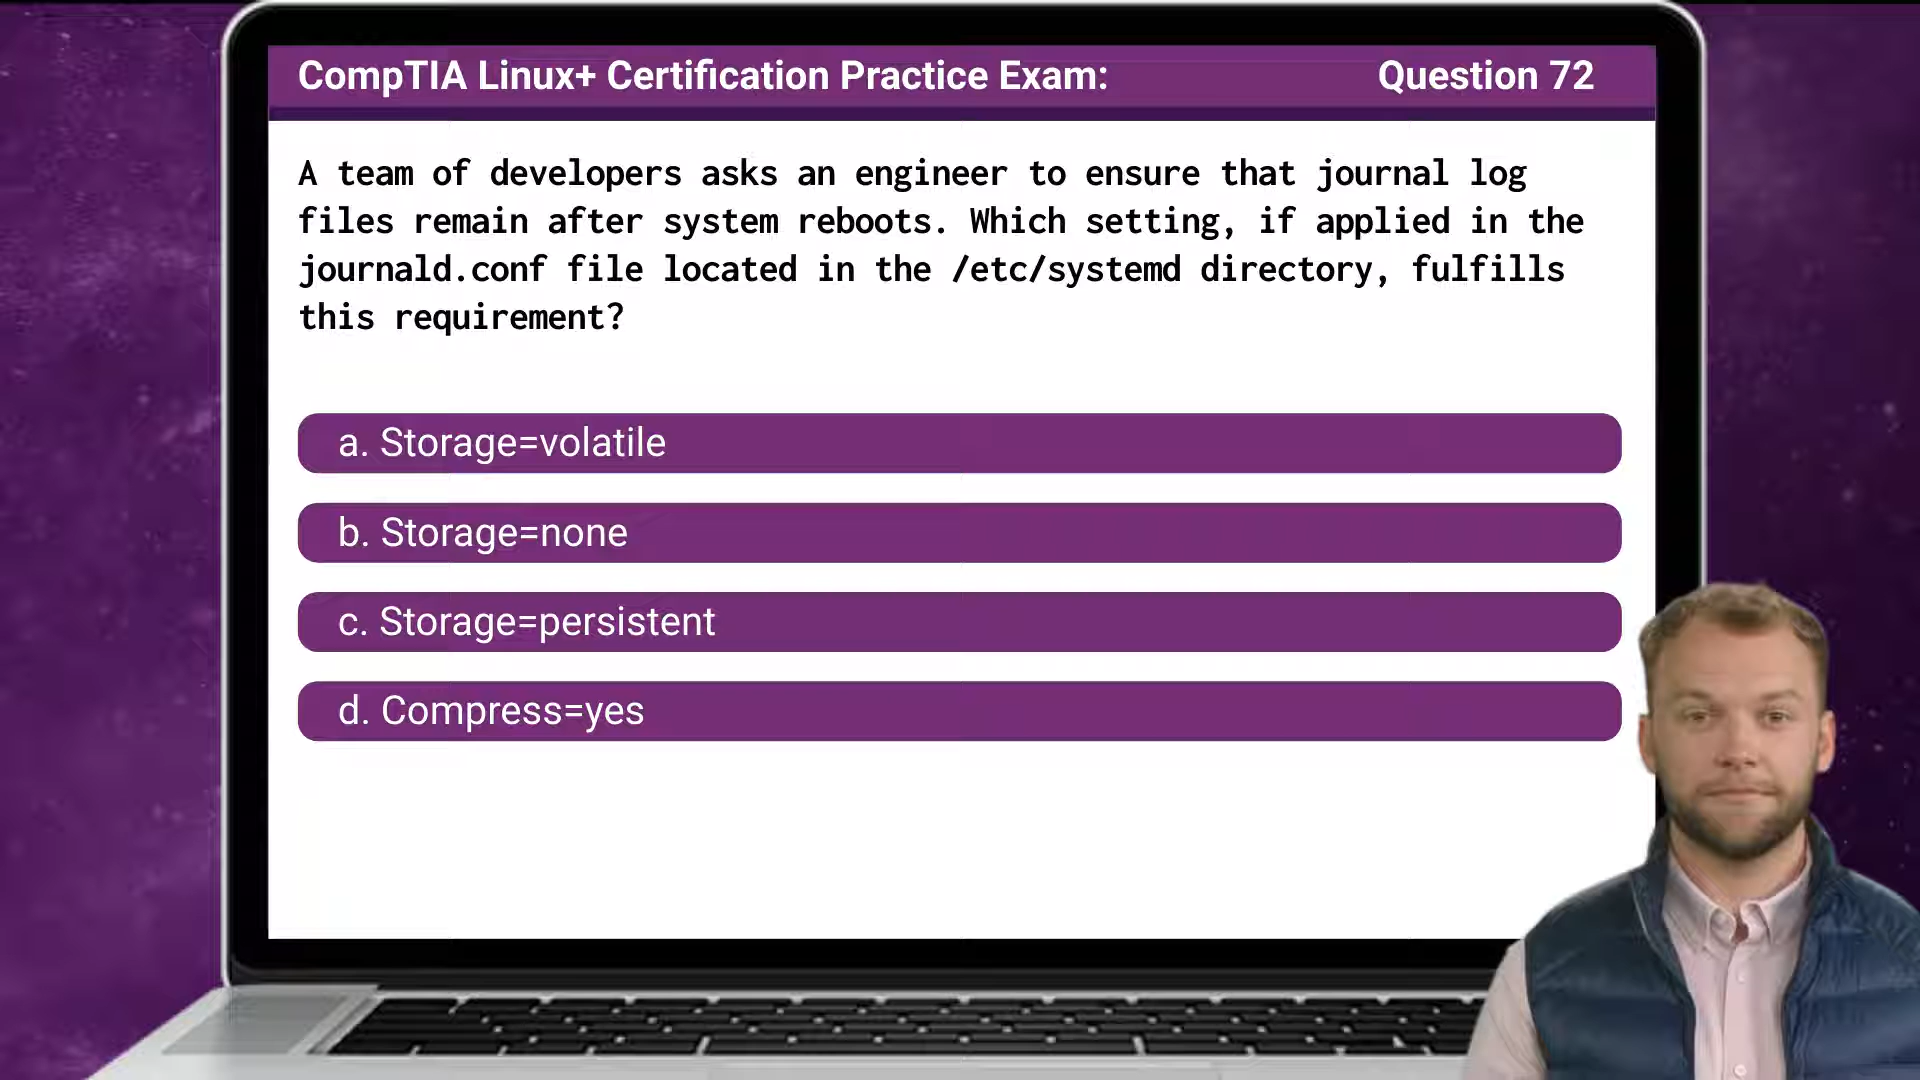 CompTIA Linux+ Certification Practice Exam: Question 72
A team of developers asks an engineer to ensure that journal log
files remain after system reboots. Which setting, if applied in the
journald.conf file located in the /etc/systemd directory, fulfills
this requirement?
a. Storage=volatile
b. Storage=none
c. Storage=persistent
d. Compress=yes